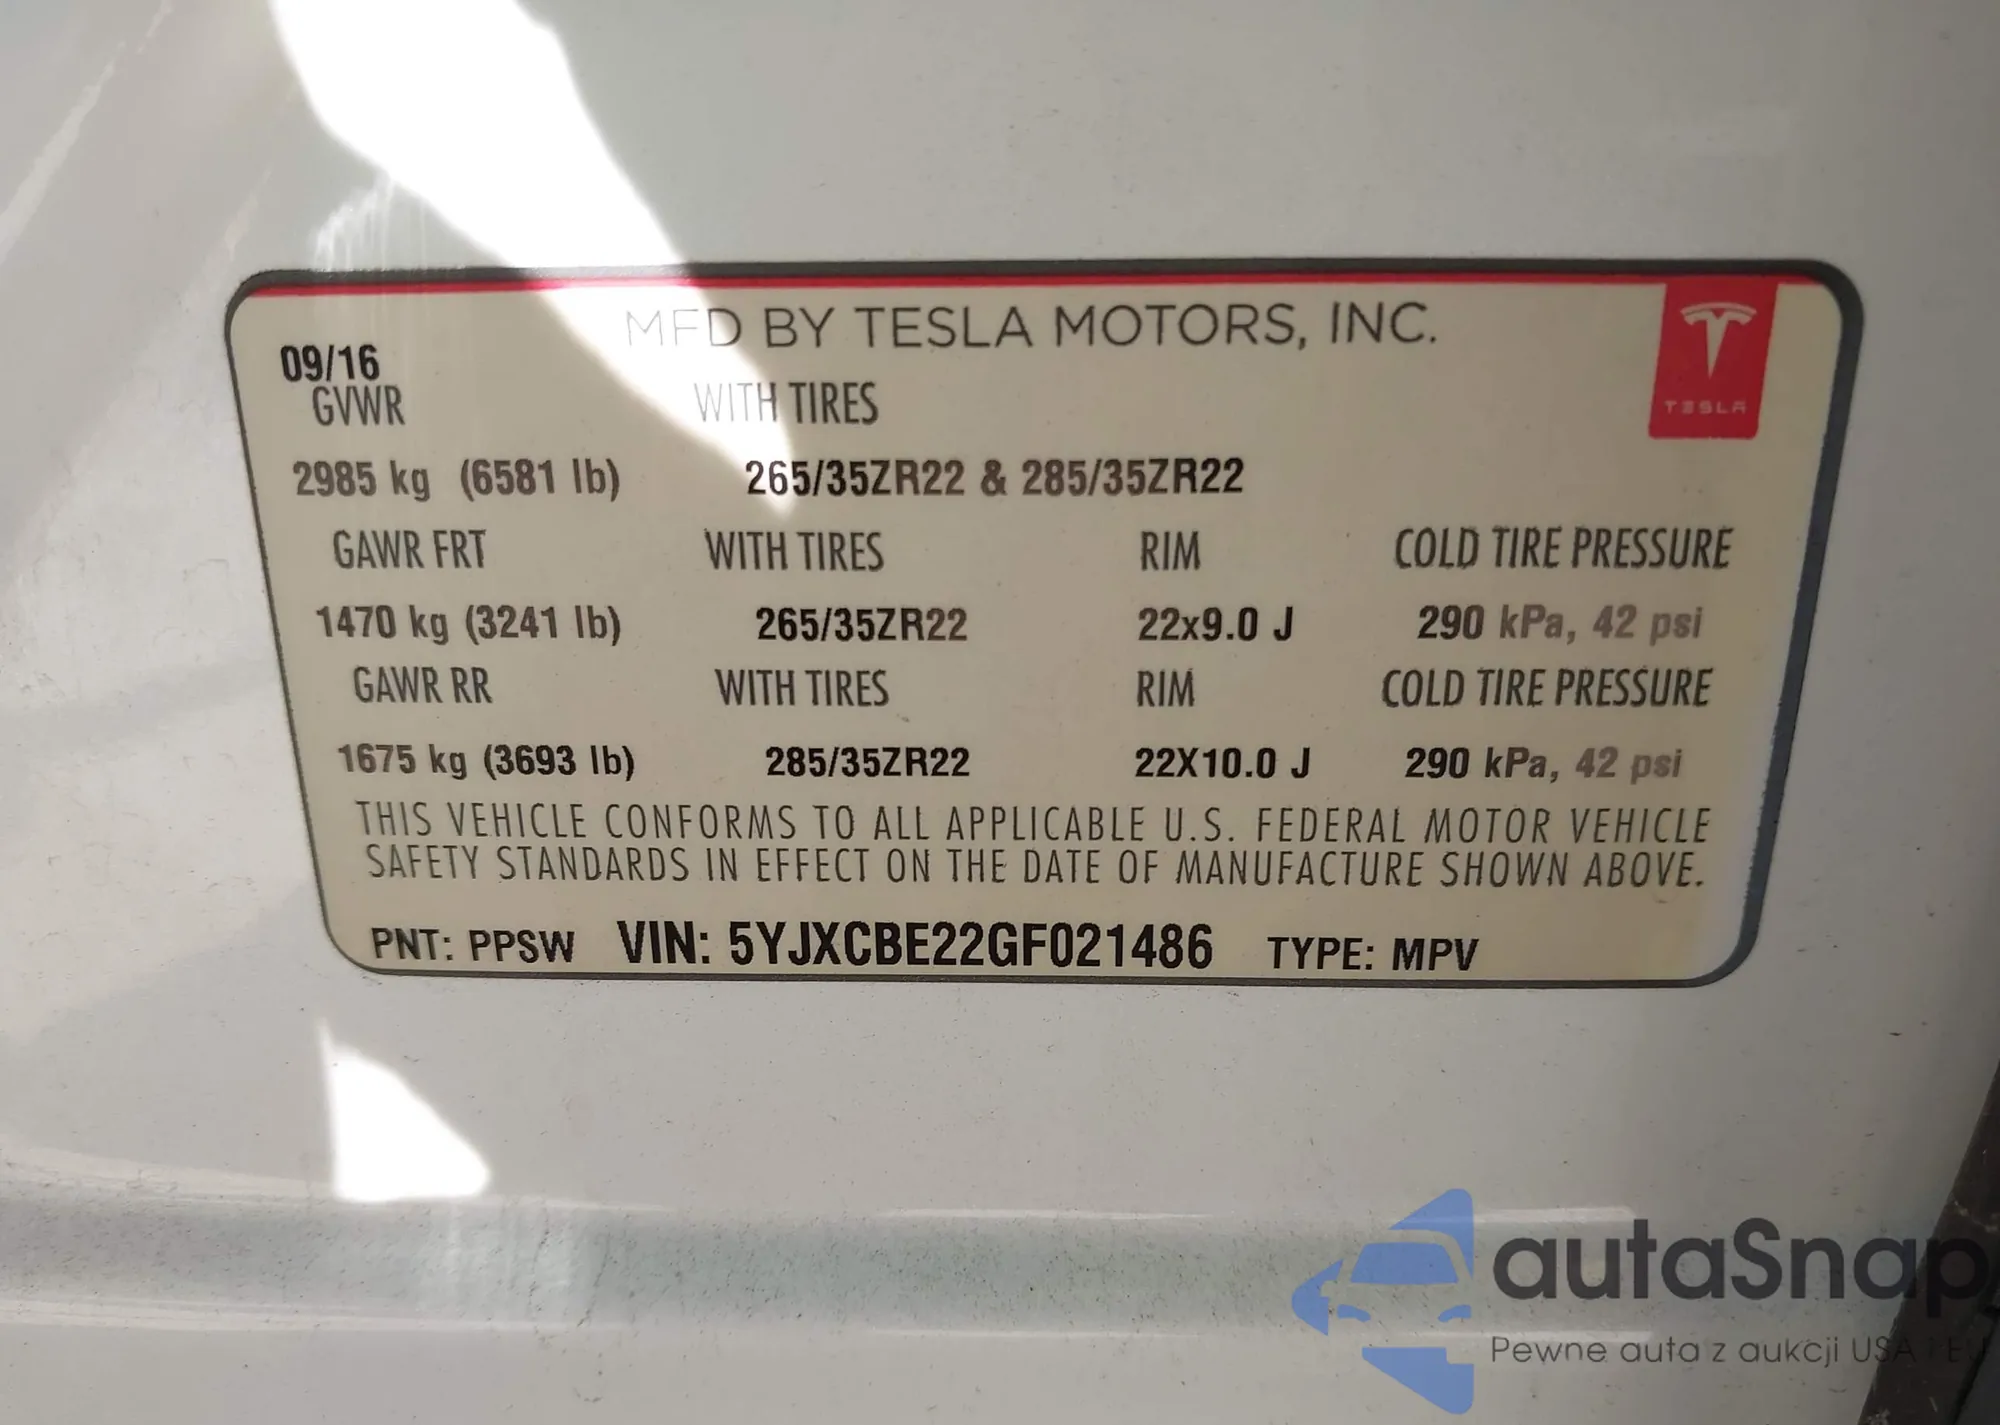 MFD BY TESLA MOTORS, INC.
TESLA
09/16
GVWR WITH TIRES
2985 kg (6581 lb) 265/35ZR22 & 285/35ZR22
GAWR FRT WITH TIRES RIM COLD TIRE PRESSURE
1470 kg (3241 lb) 265/35ZR22 22x9.0 J 290 kPa, 42 psi
GAWR RR WITH TIRES RIM COLD TIRE PRESSURE
1675 kg (3693 lb) 285/35ZR22 22X10.0 J 290 kPa, 42 psi
THIS VEHICLE CONFORMS TO ALL APPLICABLE U.S. FEDERAL MOTOR VEHICLE
SAFETY STANDARDS IN EFFECT ON THE DATE OF MANUFACTURE SHOWN ABOVE.
PNT: PPSW VIN: 5YJXCBE22GF021486 TYPE: MPV
autaSnap
Pewne auta z aukcji USA i EU